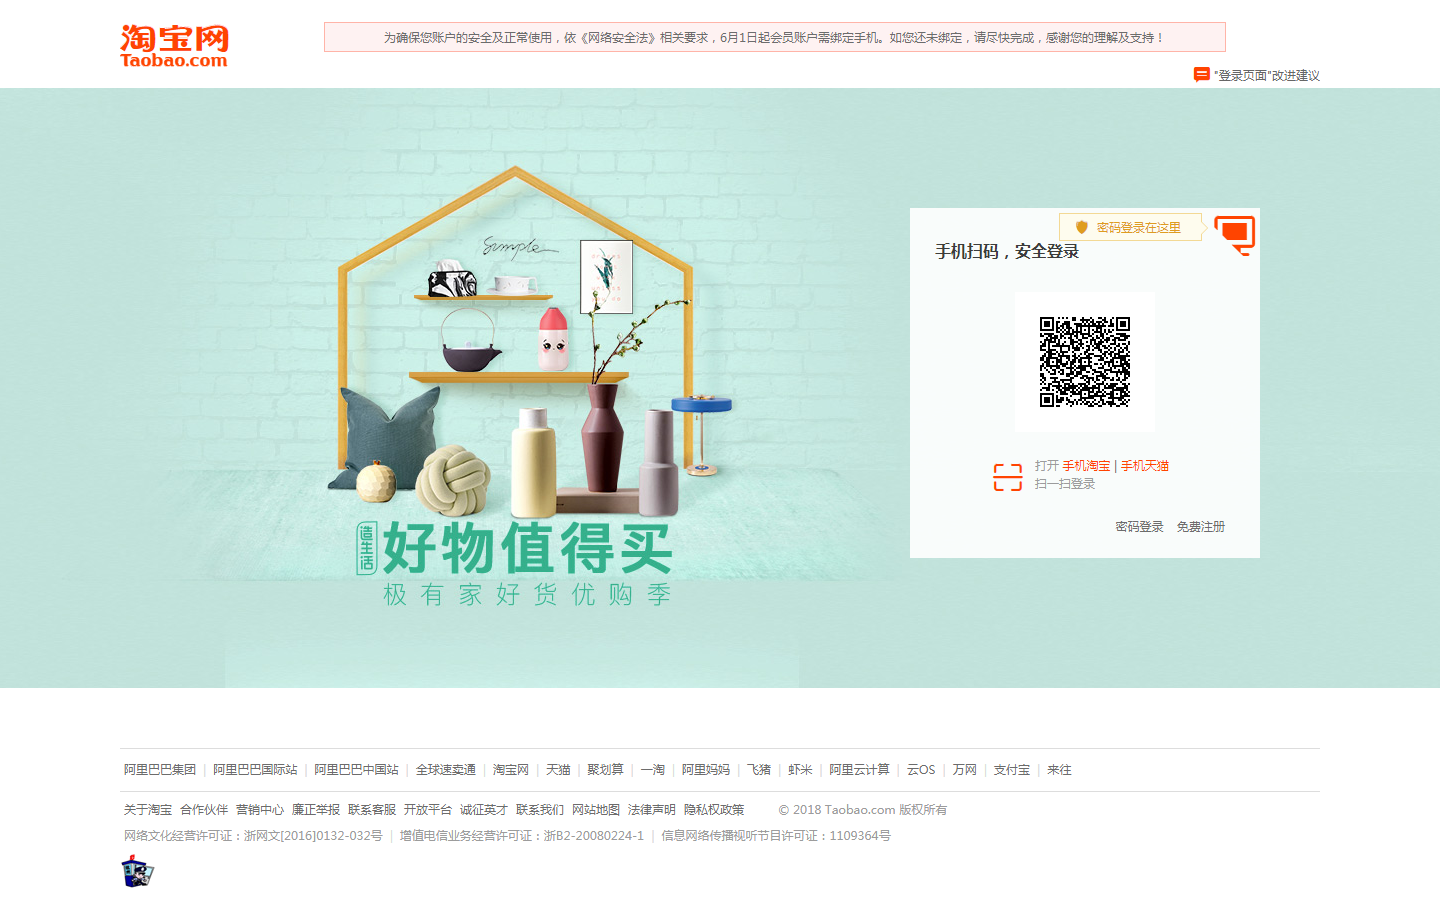 淘宝网
Taobao.com
为确保您账户的安全及正常使用，依《网络安全法》相关要求，6月1日起会员账户需绑定手机。如您还未绑定，请尽快完成，感谢您的理解及支持！
"登录页面"改进建议
密码登录在这里
手机扫码，安全登录
Simple
打开 手机淘宝 | 手机天猫
扫一扫登录
密码登录 免费注册
造生活
好物值得买
极有家好货优购季
阿里巴巴集团 | 阿里巴巴国际站 | 阿里巴巴中国站 | 全球速卖通 | 淘宝网 | 天猫 | 聚划算 | 一淘 | 阿里妈妈 | 飞猪 | 虾米 | 阿里云计算 | 云OS | 万网 | 支付宝 | 来往
关于淘宝 合作伙伴 营销中心 廉正举报 联系客服 开放平台 诚征英才 联系我们 网站地图 法律声明 隐私权政策 © 2018 Taobao.com 版权所有
网络文化经营许可证：浙网文[2016]0132-032号 | 增值电信业务经营许可证：浙B2-20080224-1 | 信息网络传播视听节目许可证：1109364号